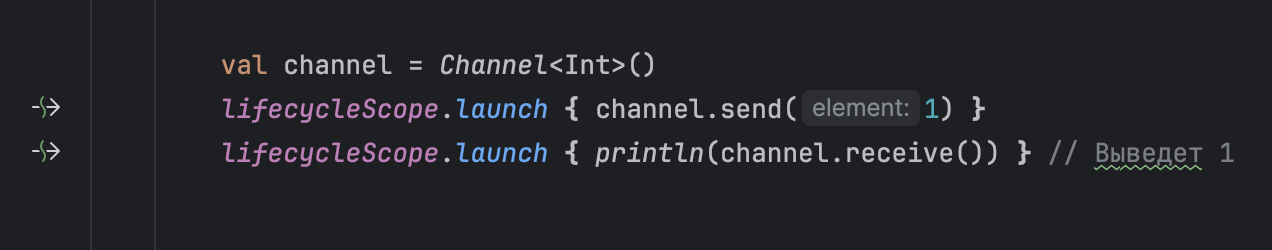 val channel = Channel<Int>()
lifecycleScope.launch { channel.send( element: 1) }
lifecycleScope.launch { println(channel.receive()) } // Выведет 1